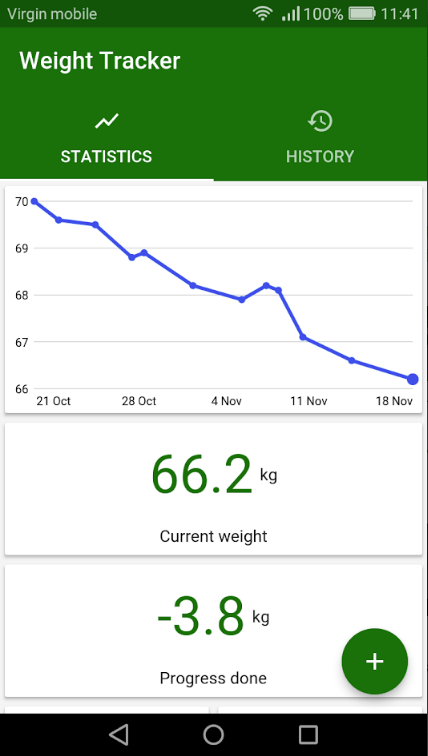 Virgin mobile 100% 11:41
Weight Tracker
STATISTICS HISTORY
70
69
68
67
66
21 Oct 28 Oct 4 Nov 11 Nov 18 Nov
66.2 kg
Current weight
-3.8 kg
Progress done
+